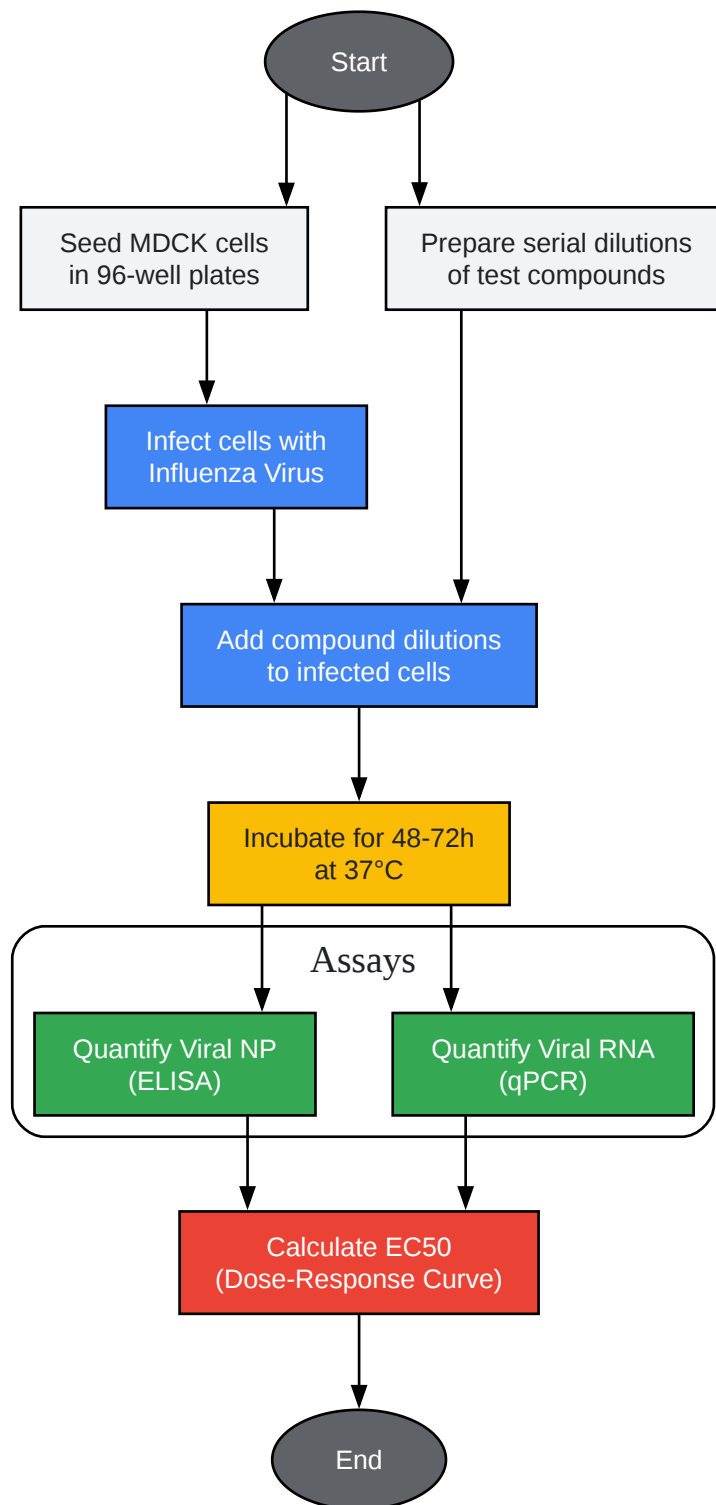 Start
Seed MDCK cells
in 96-well plates
Prepare serial dilutions
of test compounds
Infect cells with
Influenza Virus
Add compound dilutions
to infected cells
Incubate for 48-72h
at 37°C
Assays
Quantify Viral NP
(ELISA)
Quantify Viral RNA
(qPCR)
Calculate EC50
(Dose-Response Curve)
End